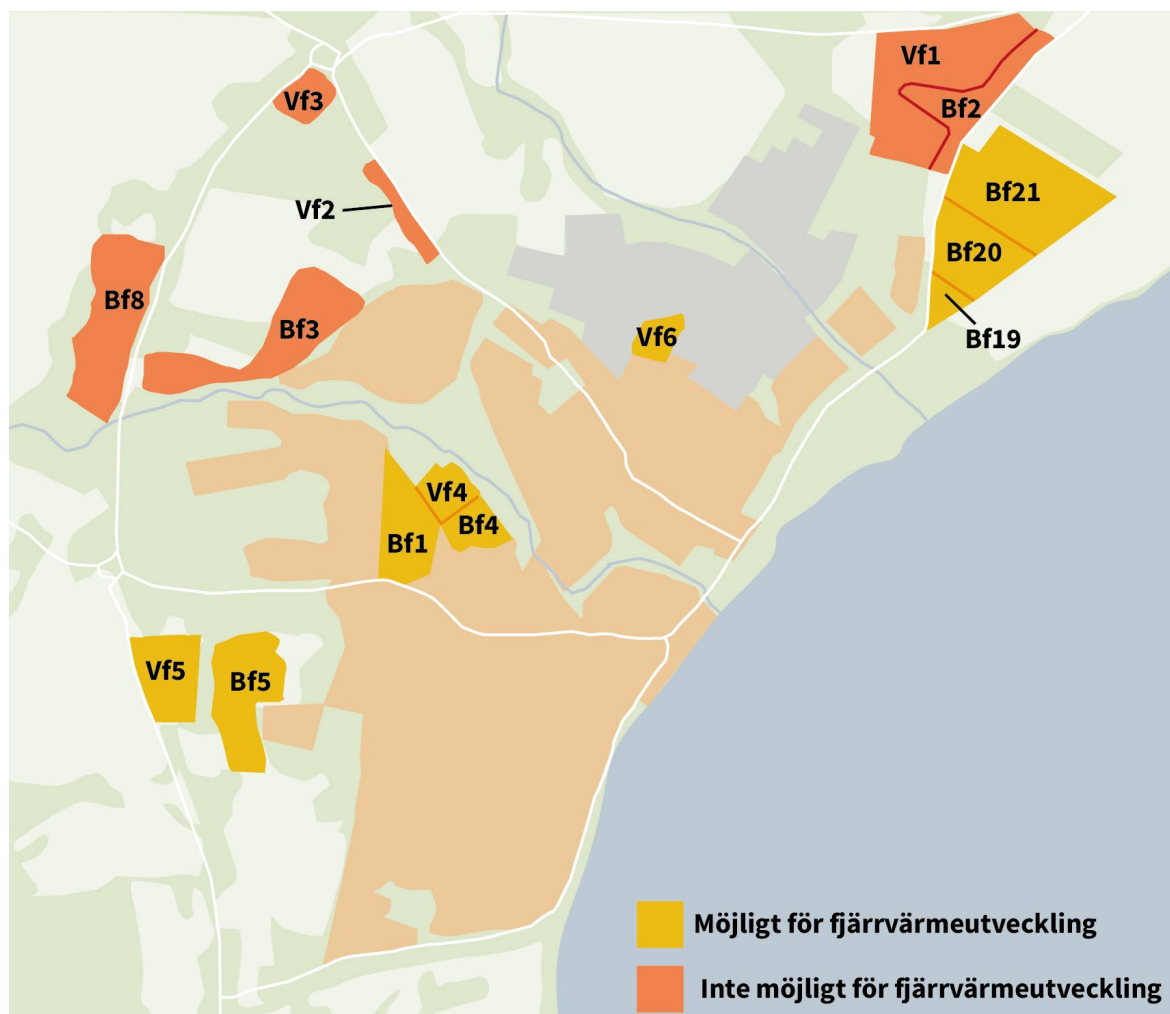 Vf1
Vf3
Bf2
Bf21
Vf2
Bf20
Bf8
Bf3
Vf6
Bf19
Vf4
Bf4
Bf1
Vf5
Bf5
Möjligt för fjärrvärmeutveckling
Inte möjligt för fjärrvärmeutveckling